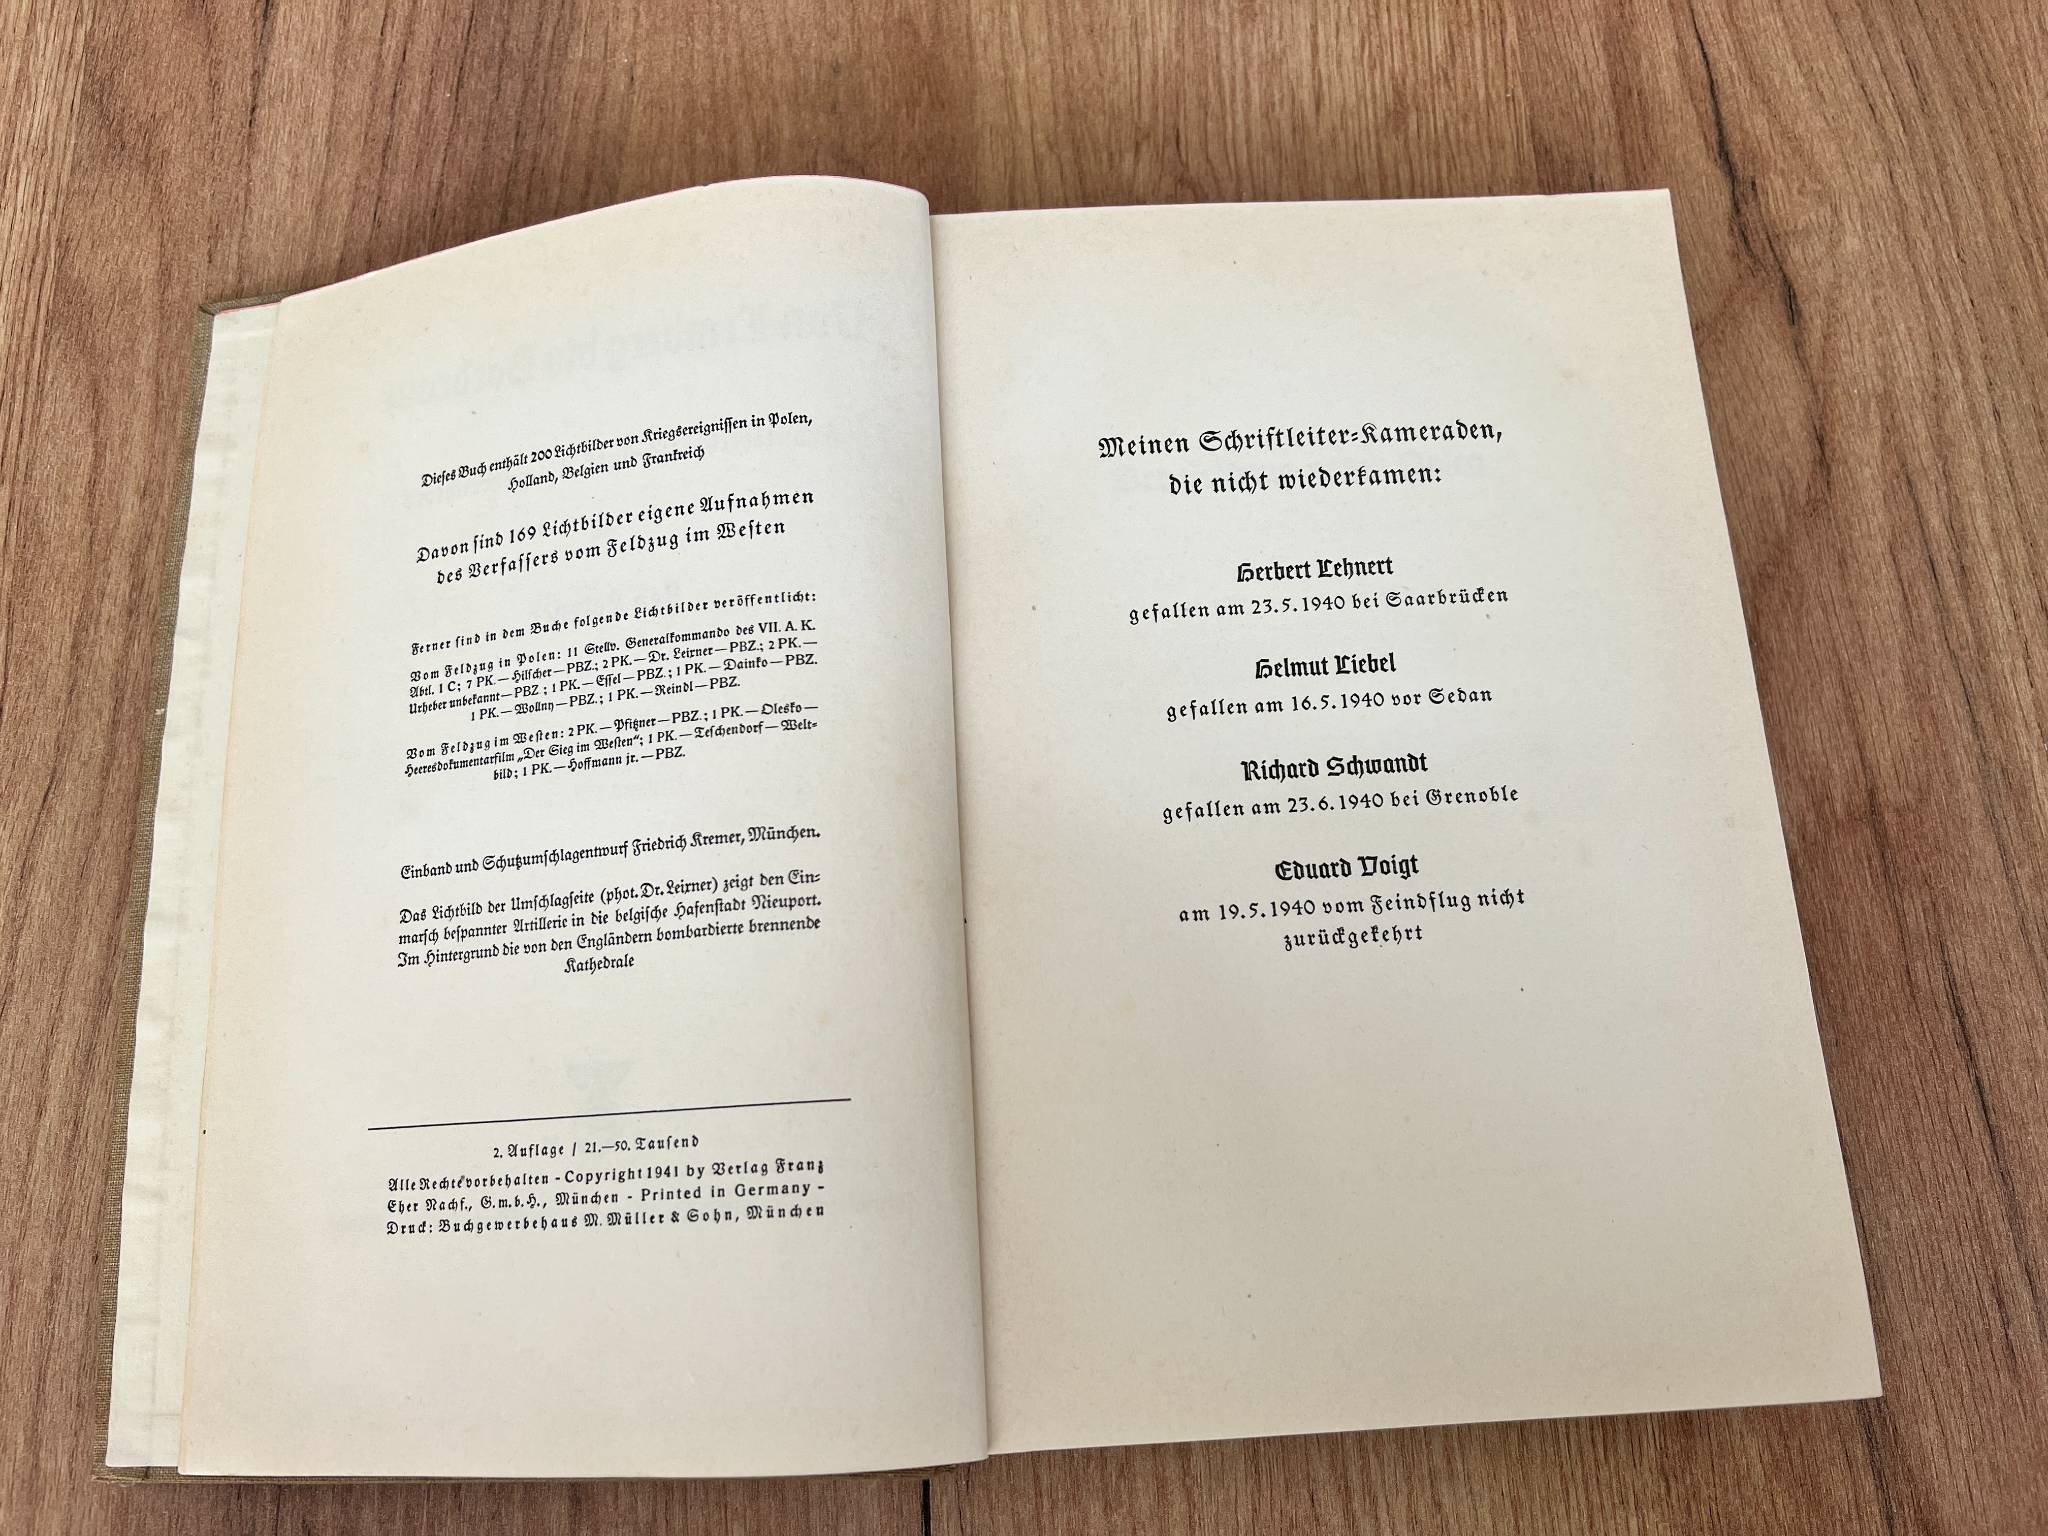 Dieses Buch enthält 200 Lichtbilder von Kriegsereignissen in Polen,
Holland, Belgien und Frankreich
Davon sind 169 Lichtbilder eigene Aufnahmen
des Verfassers vom Feldzug im Westen
Ferner sind in dem Buche folgende Lichtbilder veröffentlicht:
Vom Feldzug in Polen: 11 Stellv. Generalkommando des VII. A. K.
Abtl. 1 C; 7 PK. — Hilscher — PBZ.; 2 PK. — Dr. Leixner — PBZ.; 2 PK. —
Urheber unbekannt — PBZ ; 1 PK. — Essel — PBZ.; 1 PK. — Dainko — PBZ.
1 PK. — Wollny — PBZ.; 1 PK. — Reindl — PBZ.
Vom Feldzug im Westen: 2 PK. — Pfitzner — PBZ.; 1 PK. — Olesko —
Heeresdokumentarfilm „Der Sieg im Westen“; 1 PK. — Teschendorf — Welt-
bild; 1 PK. — Hoffmann jr. — PBZ.
Einband und Schutzumschlagentwurf Friedrich Kremer, München.
Das Lichtbild der Umschlagseite (phot. Dr. Leixner) zeigt den Ein-
marsch bespannter Artillerie in die belgische Hafenstadt Nieuport.
Im Hintergrund die von den Engländern bombardierte brennende
Kathedrale
2. Auflage / 21.—50. Tausend
Alle Rechte vorbehalten - Copyright 1941 by Verlag Franz
Eher Nachf., G.m.b.H., München - Printed in Germany -
Druck: Buchgewerbehaus M. Müller & Sohn, München
Meinen Schriftleiter-Kameraden,
die nicht wiederkamen:
Herbert Lehnert
gefallen am 23.5.1940 bei Saarbrücken
Helmut Liebel
gefallen am 16.5.1940 vor Sedan
Richard Schwandt
gefallen am 23.6.1940 bei Grenoble
Eduard Voigt
am 19.5.1940 vom Feindflug nicht
zurückgekehrt